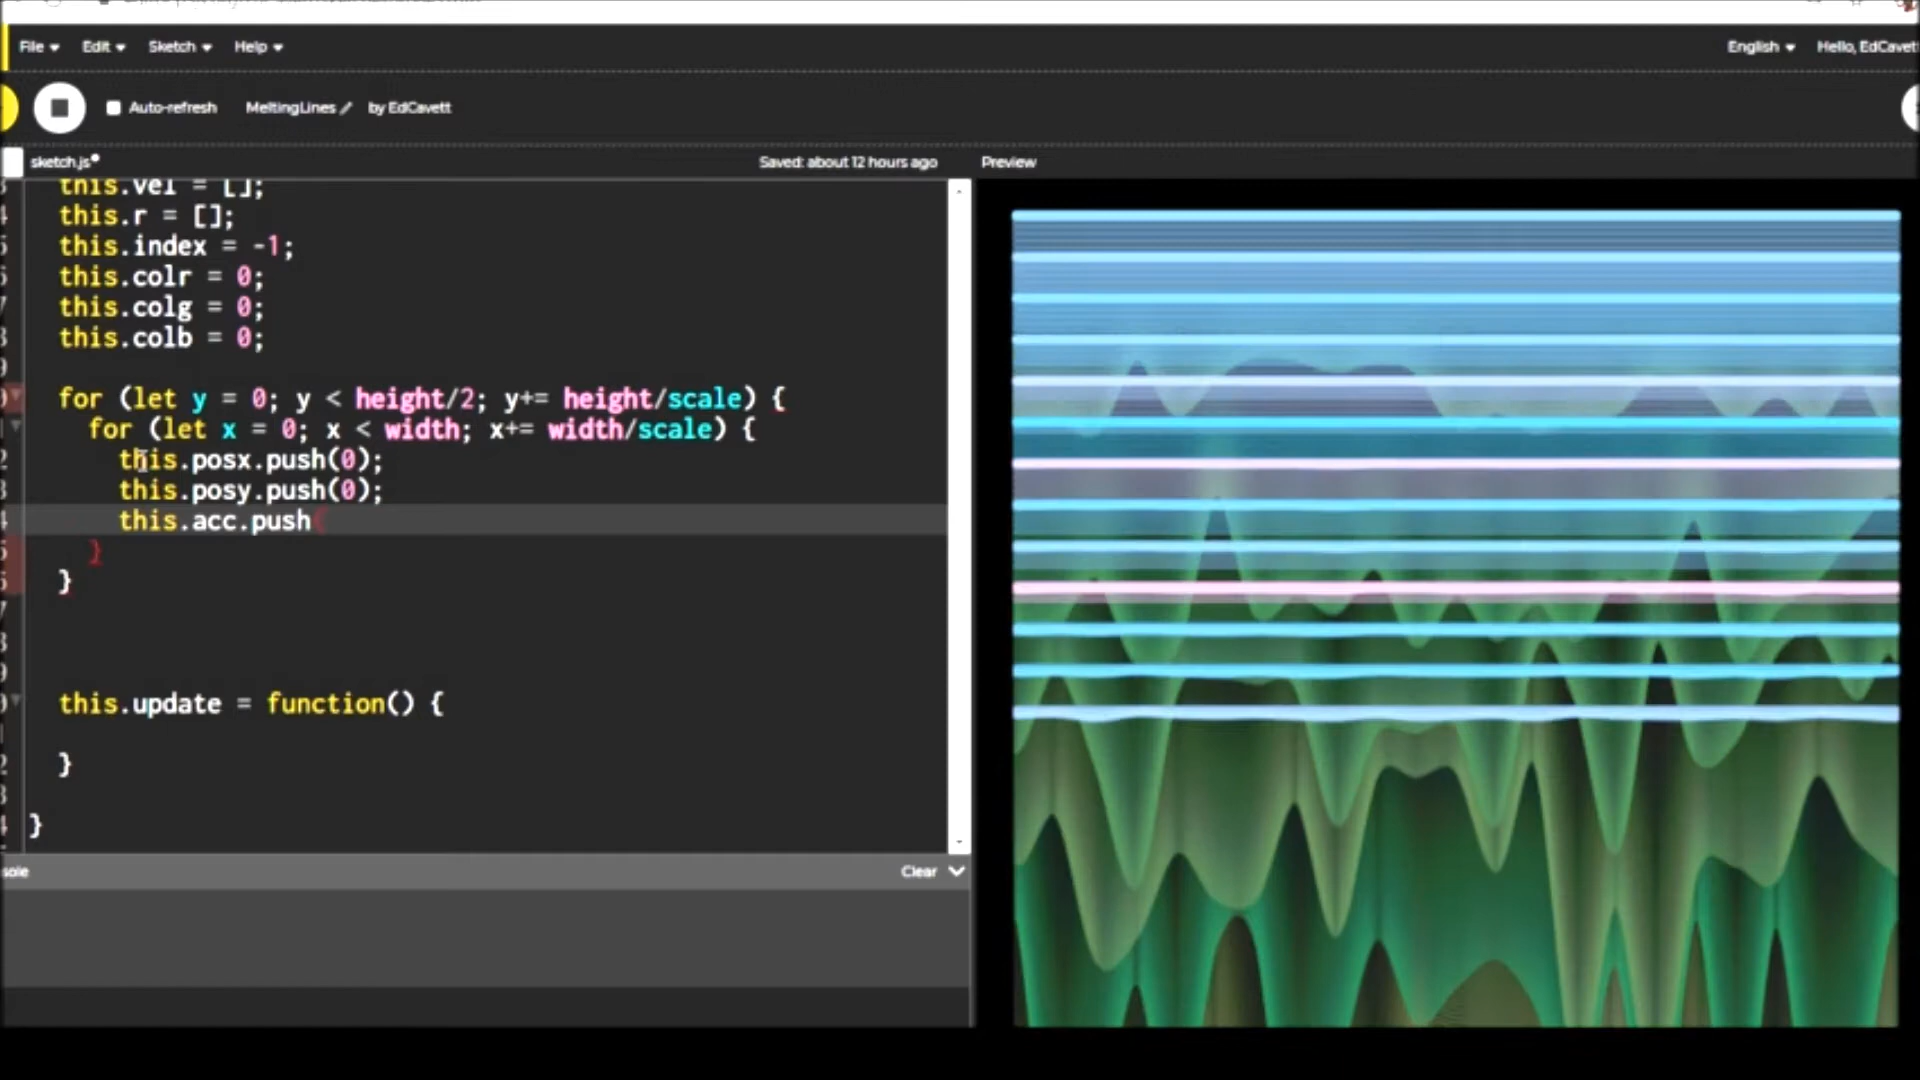 File Edit Sketch Help English Hello, EdCavett
Auto-refresh MeltingLines by EdCavett
sketch.js Saved: about 12 hours ago Preview
this.vel = [];
this.r = [];
this.index = -1;
this.colr = 0;
this.colg = 0;
this.colb = 0;
for (let y = 0; y < height/2; y+= height/scale) {
for (let x = 0; x < width; x+= width/scale) {
this.posx.push(0);
this.posy.push(0);
this.acc.push(
}
}
this.update = function() {
}
}
sole Clear